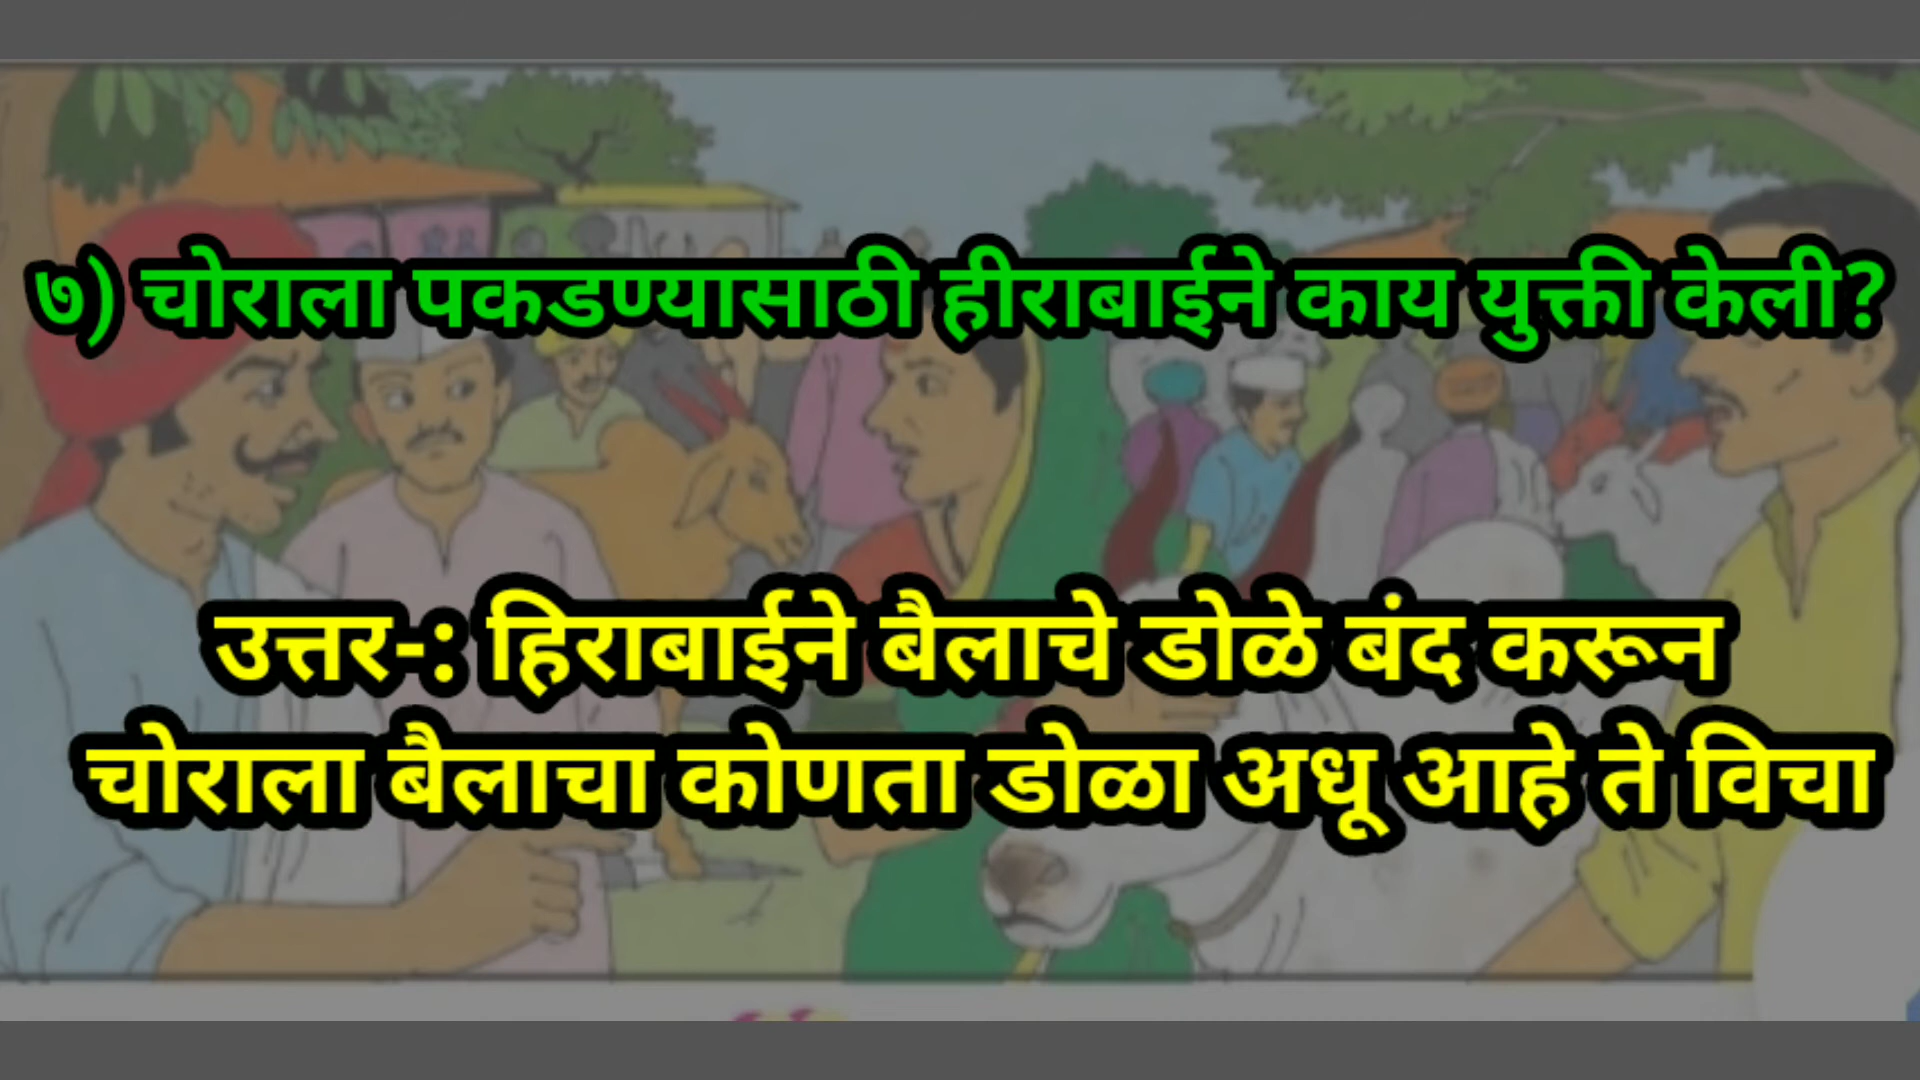 ७) चोराला पकडण्यासाठी हीराबाईने काय युक्ती केली?
उत्तर-: हिराबाईने बैलाचे डोळे बंद करून
चोराला बैलाचा कोणता डोळा अधू आहे ते विचा